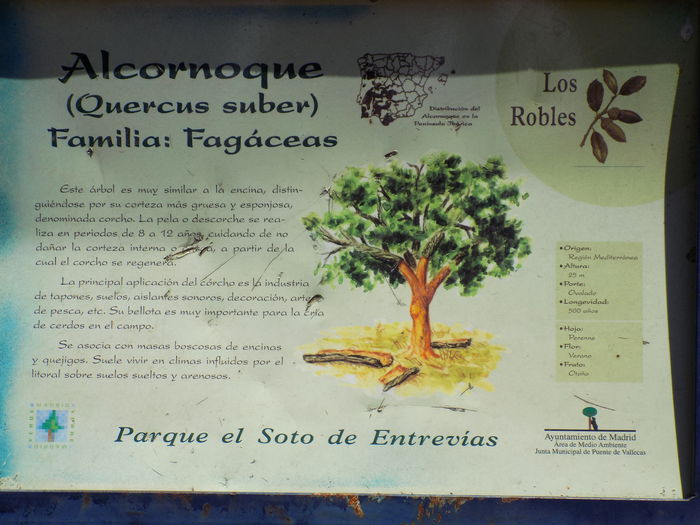 Alcornoque
(Quercus suber)
Familia: Fagáceas
Distribución del
Alcornoque en la
Península Ibérica
Los
Robles
Este árbol es muy similar a la encina, distin-
guiéndose por su corteza más gruesa y esponjosa,
denominada corcho. La pela o descorche se rea-
liza en periodos de 8 a 12 años, cuidando de no
dañar la corteza interna o a partir de la
cual el corcho se regenera.
La principal aplicación del corcho es la industria
de tapones, suelos, aislantes sonoros, decoración, artes
de pesca, etc. Su bellota es muy importante para la cría
de cerdos en el campo.
Se asocia con masas boscosas de encinas
y quejigos. Suele vivir en climas influidos por el
litoral sobre suelos sueltos y arenosos.
•Origen:
Región Mediterránea
•Altura:
25 m
•Porte:
Ovalado
•Longevidad:
500 años
•Hoja:
Perenne
•Flor:
Verano
•Fruto:
Otoño
Parque el Soto de Entrevías
Ayuntamiento de Madrid
Área de Medio Ambiente
Junta Municipal de Puente de Vallecas